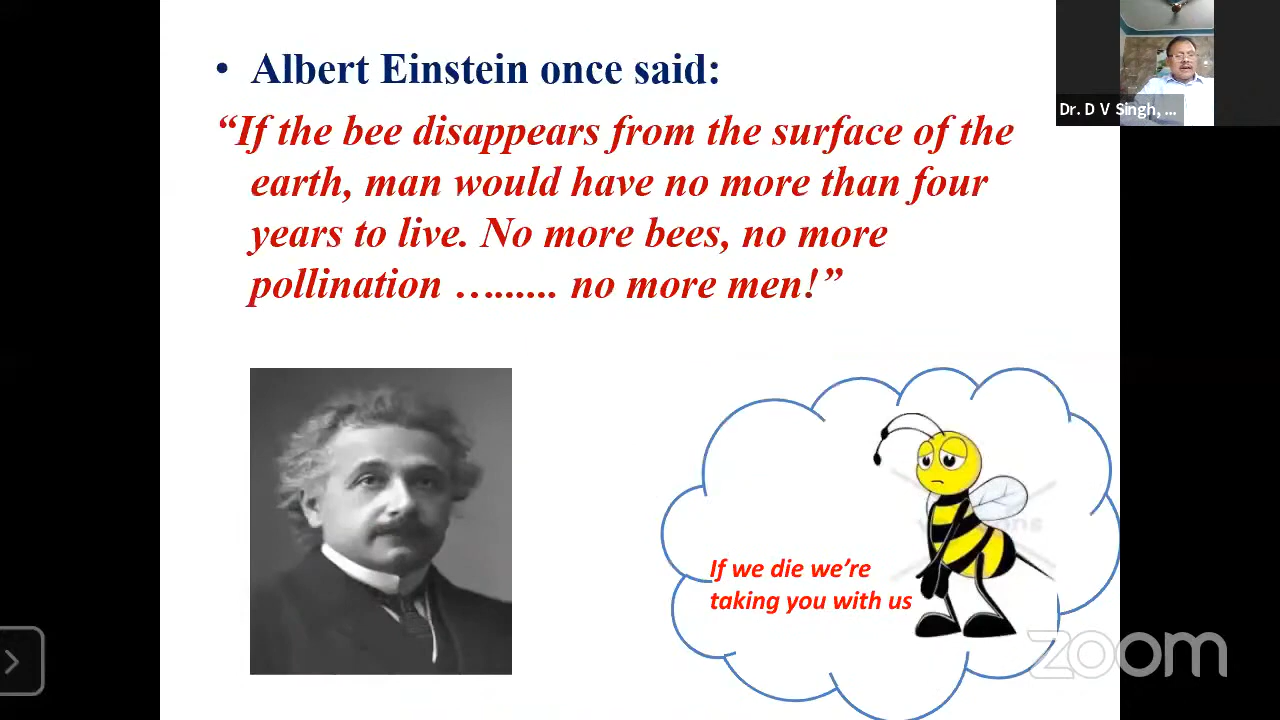 • Albert Einstein once said:
“If the bee disappears from the surface of the
earth, man would have no more than four
years to live. No more bees, no more
pollination …....... no more men!”
If we die we’re
taking you with us
Dr. D V Singh, ...
zoom